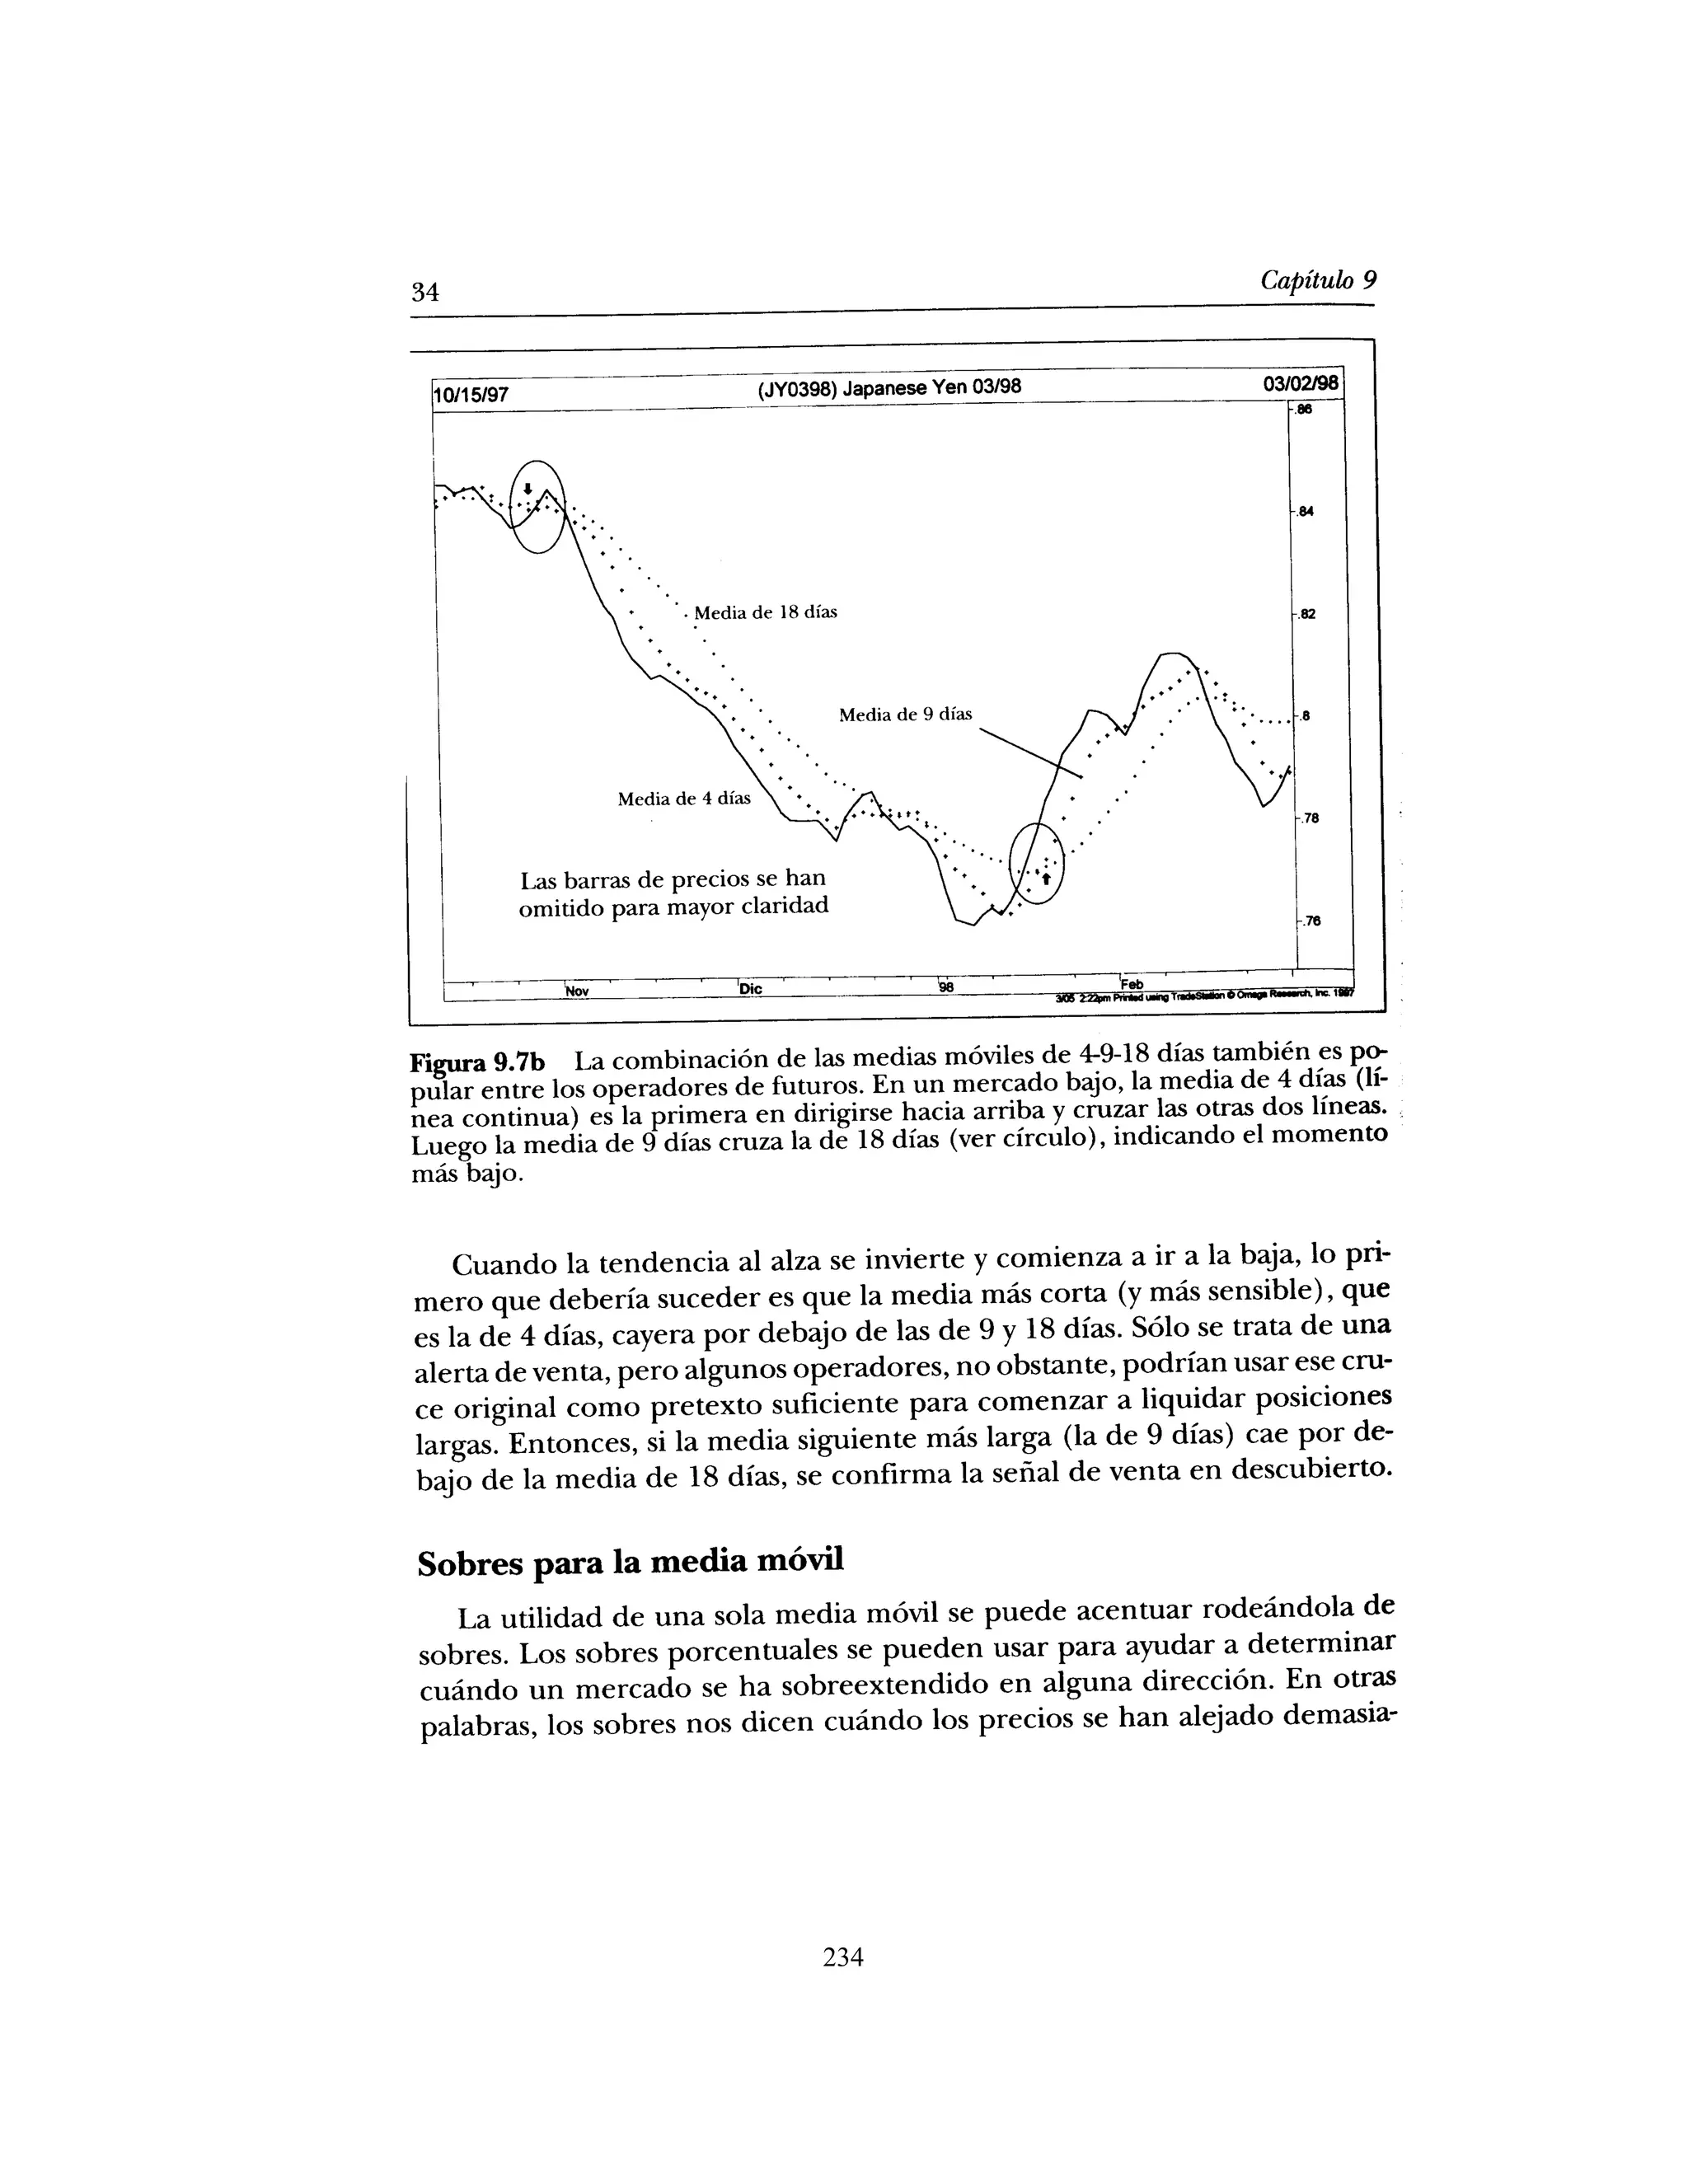 34
Capítulo 9
10/15/97
(JY0398) Japanese Yen 03/98
03/02/98
.86
.84
Media de 18 días
.82
Media de 9 días
.8
Media de 4 días
.78
Las barras de precios se han
omitido para mayor claridad
.76
Nov
Dic
98
Feb
3/05 2:22pm Printed using TradeStation © Omega Research, Inc. 1997
Figura 9.7b La combinación de las medias móviles de 4-9-18 días también es po-
pular entre los operadores de futuros. En un mercado bajo, la media de 4 días (lí-
nea continua) es la primera en dirigirse hacia arriba y cruzar las otras dos líneas.
Luego la media de 9 días cruza la de 18 días (ver círculo), indicando el momento
más bajo.
Cuando la tendencia al alza se invierte y comienza a ir a la baja, lo pri-
mero que debería suceder es que la media más corta (y más sensible), que
es la de 4 días, cayera por debajo de las de 9 y 18 días. Sólo se trata de una
alerta de venta, pero algunos operadores, no obstante, podrían usar ese cru-
ce original como pretexto suficiente para comenzar a liquidar posiciones
largas. Entonces, si la media siguiente más larga (la de 9 días) cae por de-
bajo de la media de 18 días, se confirma la señal de venta en descubierto.
Sobres para la media móvil
La utilidad de una sola media móvil se puede acentuar rodeándola de
sobres. Los sobres porcentuales se pueden usar para ayudar a determinar
cuándo un mercado se ha sobreextendido en alguna dirección. En otras
palabras, los sobres nos dicen cuándo los precios se han alejado demasia-
234